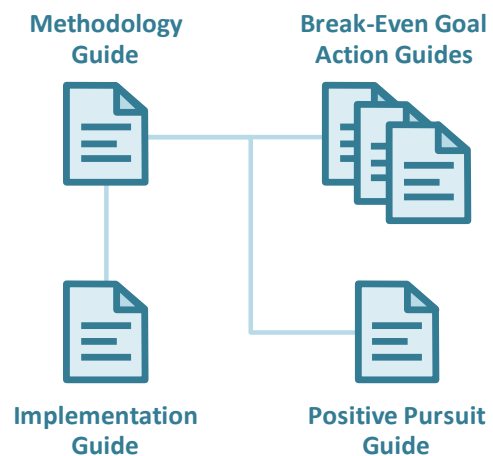 Methodology
Guide
Break-Even Goal
Action Guides
Implementation
Guide
Positive Pursuit
Guide